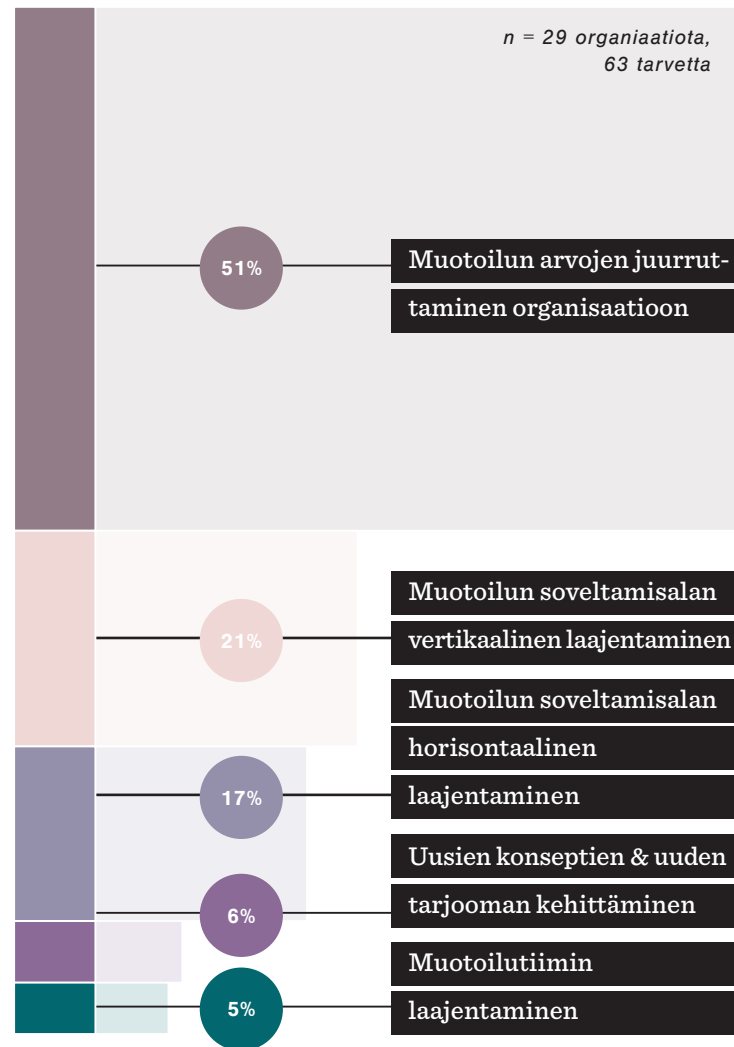 n = 29 organiaatiota,
63 tarvetta
51%
Muotoilun arvojen juurrut-
taminen organisaatioon
21%
Muotoilun soveltamisalan
vertikaalinen laajentaminen
17%
Muotoilun soveltamisalan
horisontaalinen
laajentaminen
6%
Uusien konseptien & uuden
tarjooman kehittäminen
5%
Muotoilutiimin
laajentaminen